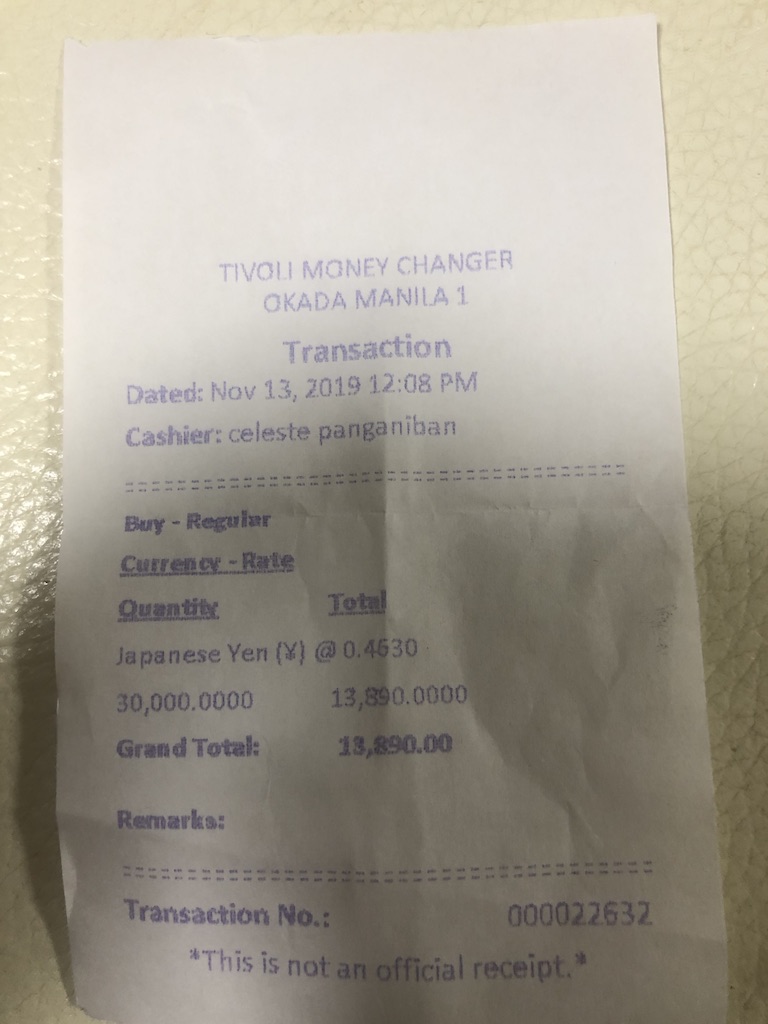 TIVOLI MONEY CHANGER
OKADA MANILA 1
Transaction
Dated: Nov 13, 2019 12:08 PM
Cashier: celeste panganiban
Buy - Regular
Currency - Rate
Quantity Total
Japanese Yen (¥) @ 0.4630
30,000.0000 13,890.0000
Grand Total: 13,890.00
Remarks:
Transaction No.: 000022632
*This is not an official receipt.*